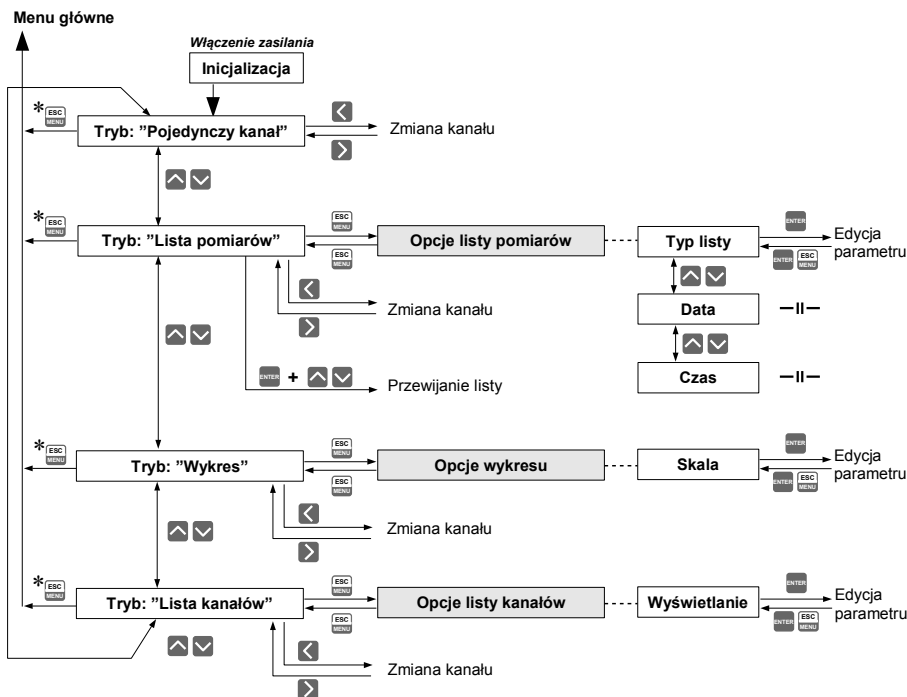 Menu główne
Włączenie zasilania
Inicjalizacja
*
ESC
MENU
Tryb: "Pojedynczy kanał"
Zmiana kanału
*
ESC
MENU
Tryb: "Lista pomiarów"
ESC
MENU
ESC
MENU
Opcje listy pomiarów
Typ listy
ENTER
ENTER
ESC
MENU
Edycja
parametru
Zmiana kanału
Data
—II—
ENTER +
Przewijanie listy
Czas
—II—
*
ESC
MENU
Tryb: "Wykres"
ESC
MENU
ESC
MENU
Opcje wykresu
Skala
ENTER
ENTER
ESC
MENU
Edycja
parametru
Zmiana kanału
*
ESC
MENU
Tryb: "Lista kanałów"
ESC
MENU
ESC
MENU
Opcje listy kanałów
Wyświetlanie
ENTER
ENTER
ESC
MENU
Edycja
parametru
Zmiana kanału